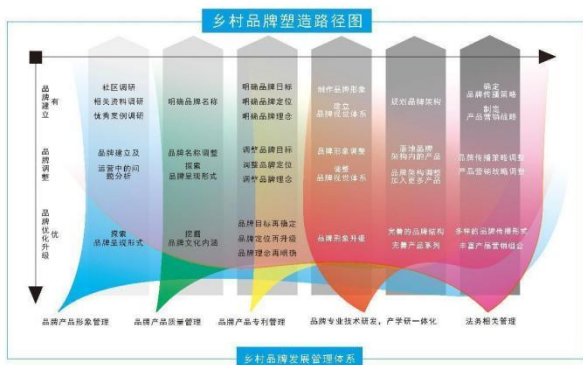 乡村品牌塑造路径图
品牌建立
有
社区调研
相关资料调研
优秀案例调研
明确品牌名称
明确品牌目标
明确品牌定位
明确品牌理念
制作品牌形象
建立
品牌视觉体系
规划品牌架构
确定
品牌传播策略
制定
产品营销战略
品牌调整
品牌建立及
运营中的问
题分析
品牌名称调整
探索
品牌呈现形式
调整品牌目标
调整品牌定位
调整品牌理念
品牌形象调整
调整
品牌视觉体系
落地品牌
架构内的产品
品牌架构调整
加入更多产品
品牌传播策略调整
产品营销战略调整
品牌优化升级
优
探索
品牌呈现形式
挖掘
品牌文化内涵
品牌目标再确定
品牌定位再升级
品牌理念再明确
品牌形象升级
完善的品牌结构
完善产品系列
多样的品牌传播形式
丰富产品营销组合
品牌产品形象管理
品牌产品质量管理
品牌产品专利管理
品牌专业技术研发，产学研一体化
法务相关管理
乡村品牌发展管理体系